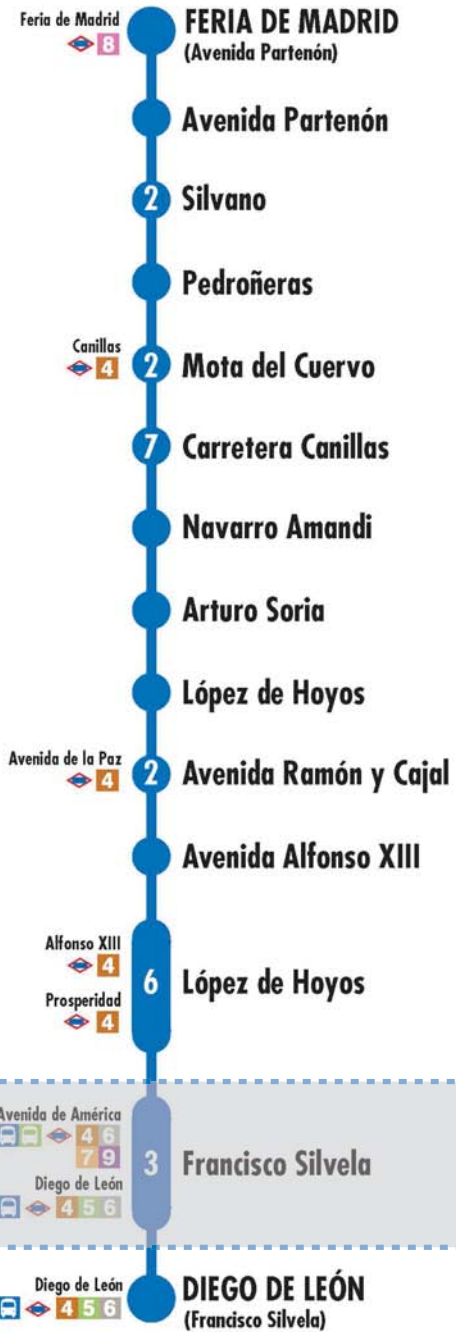 Feria de Madrid
8
FERIA DE MADRID
(Avenida Partenón)
Avenida Partenón
2 Silvano
Pedroñeras
Canillas
4
2 Mota del Cuervo
7 Carretera Canillas
Navarro Amandi
Arturo Soria
López de Hoyos
Avenida de la Paz
4
2 Avenida Ramón y Cajal
Avenida Alfonso XIII
Alfonso XIII
4
Prosperidad
4
6 López de Hoyos
Avenida de América
4 6
7 9
Diego de León
4 5 6
3 Francisco Silvela
Diego de León
4 5 6
DIEGO DE LEÓN
(Francisco Silvela)